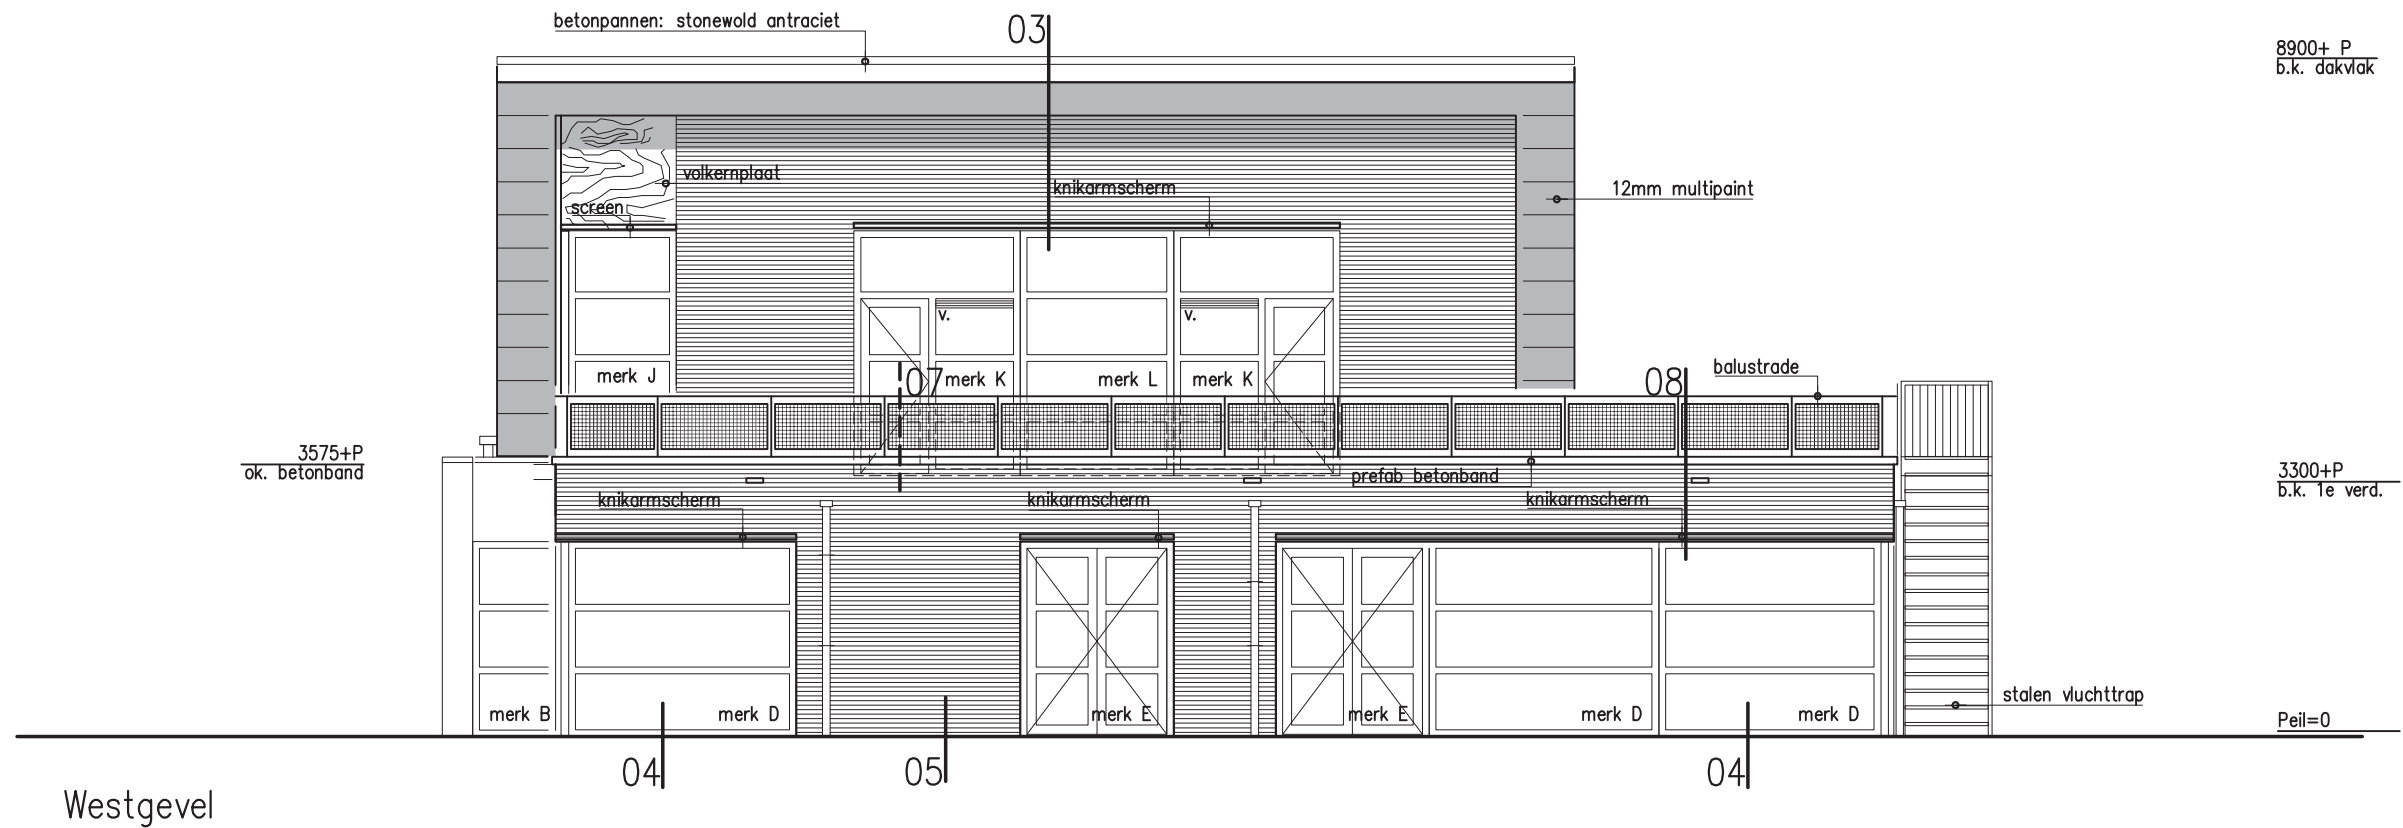 betonpannen: stonewold antraciet
03
8900+ P
b.k. dakvlak
volkernplaat
knikarmscherm
12mm multipaint
screen
v.
v.
balustrade
merk J
07
merk K
merk L
merk K
08
3575+P
ok. betonband
prefab betonband
3300+P
b.k. 1e verd.
knikarmscherm
knikarmscherm
knikarmscherm
stalen vluchttrap
merk B
merk D
merk E
merk E
merk D
merk D
Peil=0
04
05
04
Westgevel